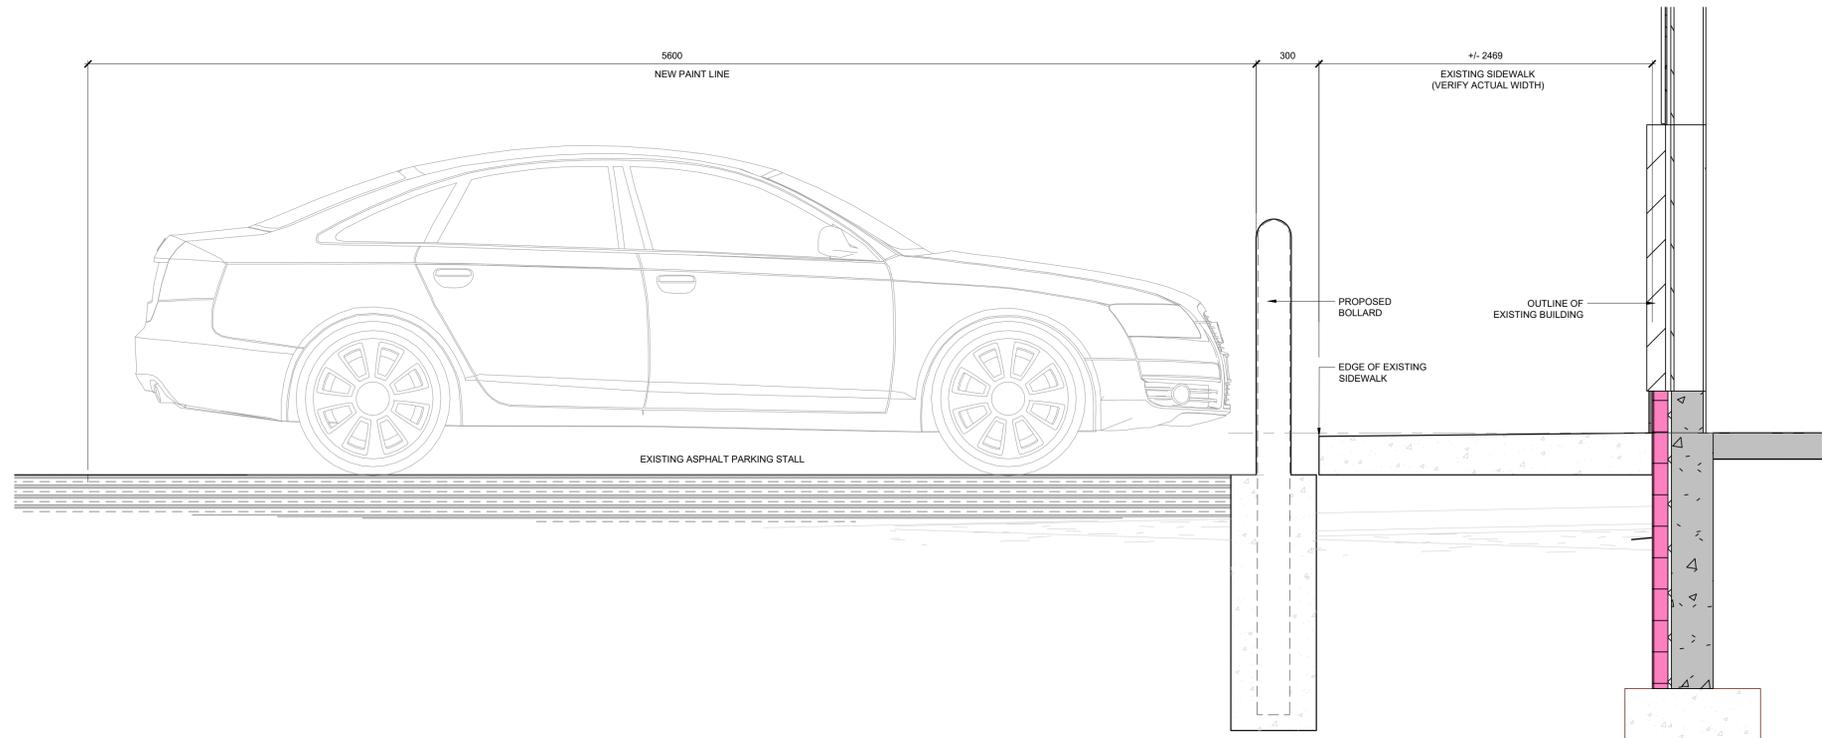 5600
NEW PAINT LINE
300
+/- 2469
EXISTING SIDEWALK
(VERIFY ACTUAL WIDTH)
PROPOSED
BOLLARD
OUTLINE OF
EXISTING BUILDING
EDGE OF EXISTING
SIDEWALK
EXISTING ASPHALT PARKING STALL